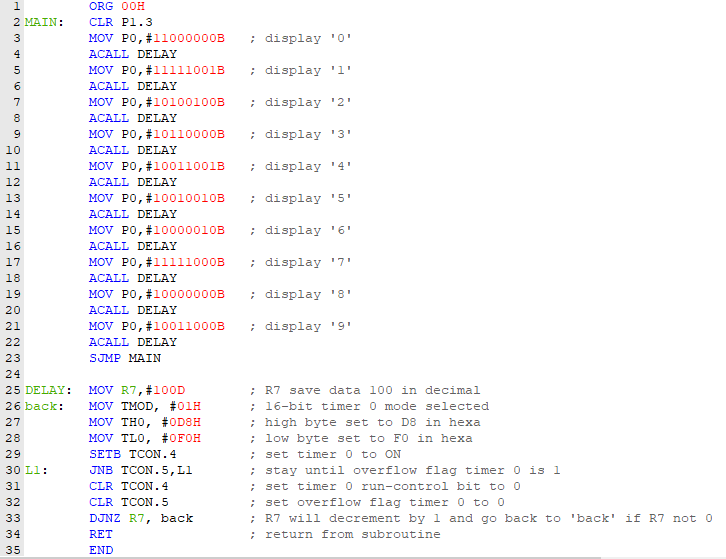 1 ORG 00H
2 MAIN: CLR P1.3
3 MOV P0,#11000000B ; display '0'
4 ACALL DELAY
5 MOV P0,#11111001B ; display '1'
6 ACALL DELAY
7 MOV P0,#10100100B ; display '2'
8 ACALL DELAY
9 MOV P0,#10110000B ; display '3'
10 ACALL DELAY
11 MOV P0,#10011001B ; display '4'
12 ACALL DELAY
13 MOV P0,#10010010B ; display '5'
14 ACALL DELAY
15 MOV P0,#10000010B ; display '6'
16 ACALL DELAY
17 MOV P0,#11111000B ; display '7'
18 ACALL DELAY
19 MOV P0,#10000000B ; display '8'
20 ACALL DELAY
21 MOV P0,#10011000B ; display '9'
22 ACALL DELAY
23 SJMP MAIN
24
25 DELAY: MOV R7,#100D ; R7 save data 100 in decimal
26 back: MOV TMOD, #01H ; 16-bit timer 0 mode selected
27 MOV TH0, #0D8H ; high byte set to D8 in hexa
28 MOV TL0, #0F0H ; low byte set to F0 in hexa
29 SETB TCON.4 ; set timer 0 to ON
30 L1: JNB TCON.5,L1 ; stay until overflow flag timer 0 is 1
31 CLR TCON.4 ; set timer 0 run-control bit to 0
32 CLR TCON.5 ; set overflow flag timer 0 to 0
33 DJNZ R7, back ; R7 will decrement by 1 and go back to 'back' if R7 not 0
34 RET ; return from subroutine
35 END